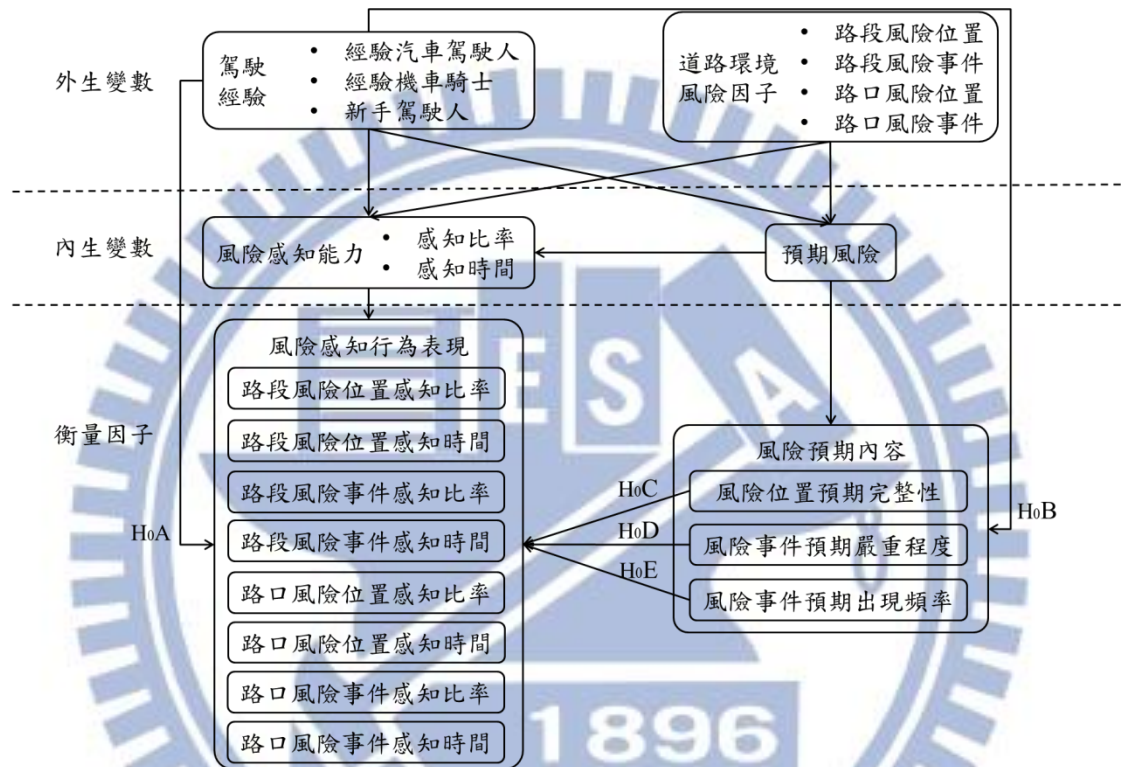 外生變數
駕駛
經驗
• 經驗汽車駕駛人
• 經驗機車騎士
• 新手駕駛人
道路環境
風險因子
• 路段風險位置
• 路段風險事件
• 路口風險位置
• 路口風險事件
內生變數
風險感知能力
• 感知比率
• 感知時間
預期風險
衡量因子
風險感知行為表現
路段風險位置感知比率
路段風險位置感知時間
路段風險事件感知比率
路段風險事件感知時間
路口風險位置感知比率
路口風險位置感知時間
路口風險事件感知比率
路口風險事件感知時間
風險預期內容
風險位置預期完整性
風險事件預期嚴重程度
風險事件預期出現頻率
H0A
H0B
H0C
H0D
H0E
ESA
1896